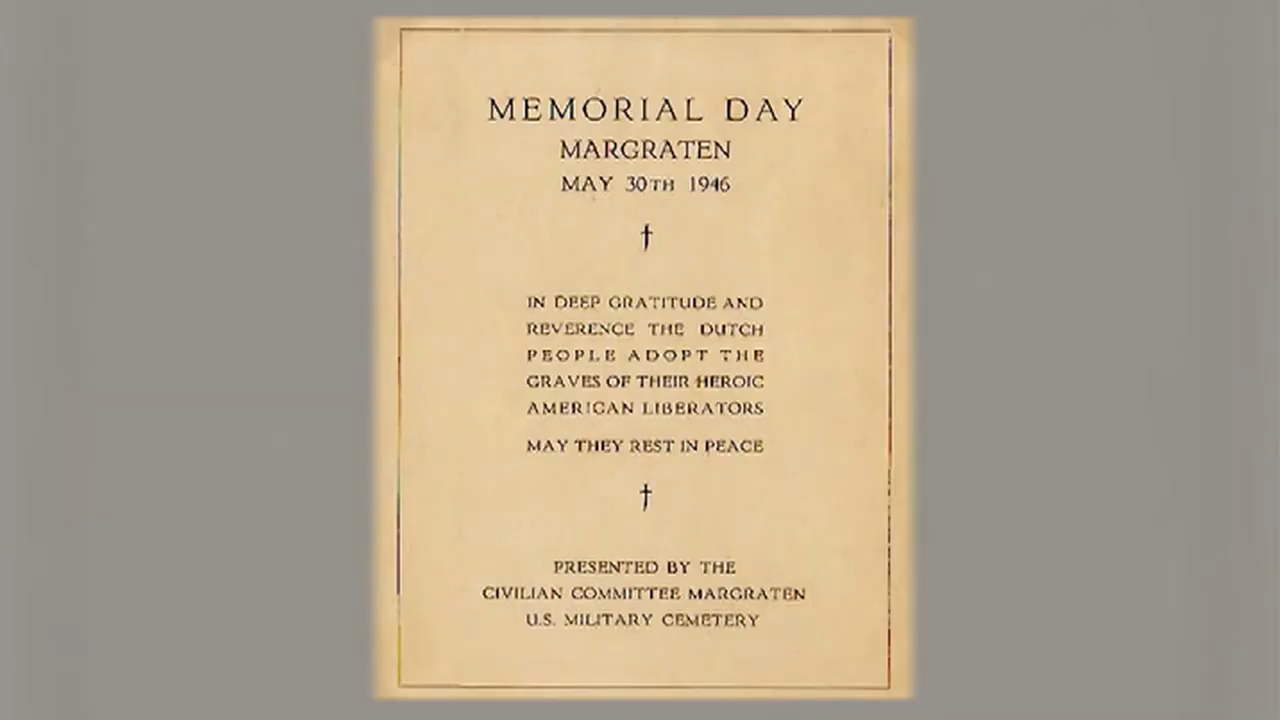 MEMORIAL DAY
MARGRATEN
MAY 30TH 1946
†
IN DEEP GRATITUDE AND
REVERENCE THE DUTCH
PEOPLE ADOPT THE
GRAVES OF THEIR HEROIC
AMERICAN LIBERATORS
MAY THEY REST IN PEACE
†
PRESENTED BY THE
CIVILIAN COMMITTEE MARGRATEN
U.S. MILITARY CEMETERY